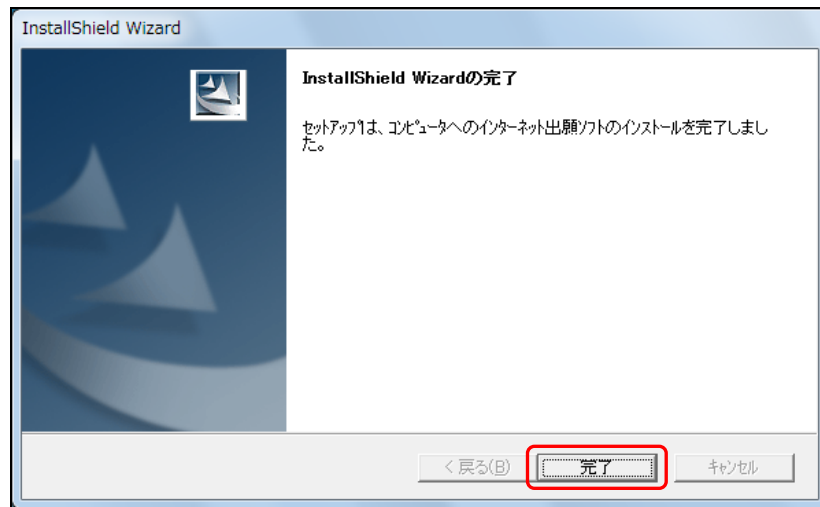 InstallShield Wizard
InstallShield Wizardの完了
セットアップは、コンピュータへのインターネット出願ソフトのインストールを完了しまし
た。
< 戻る(B)
完了
キャンセル